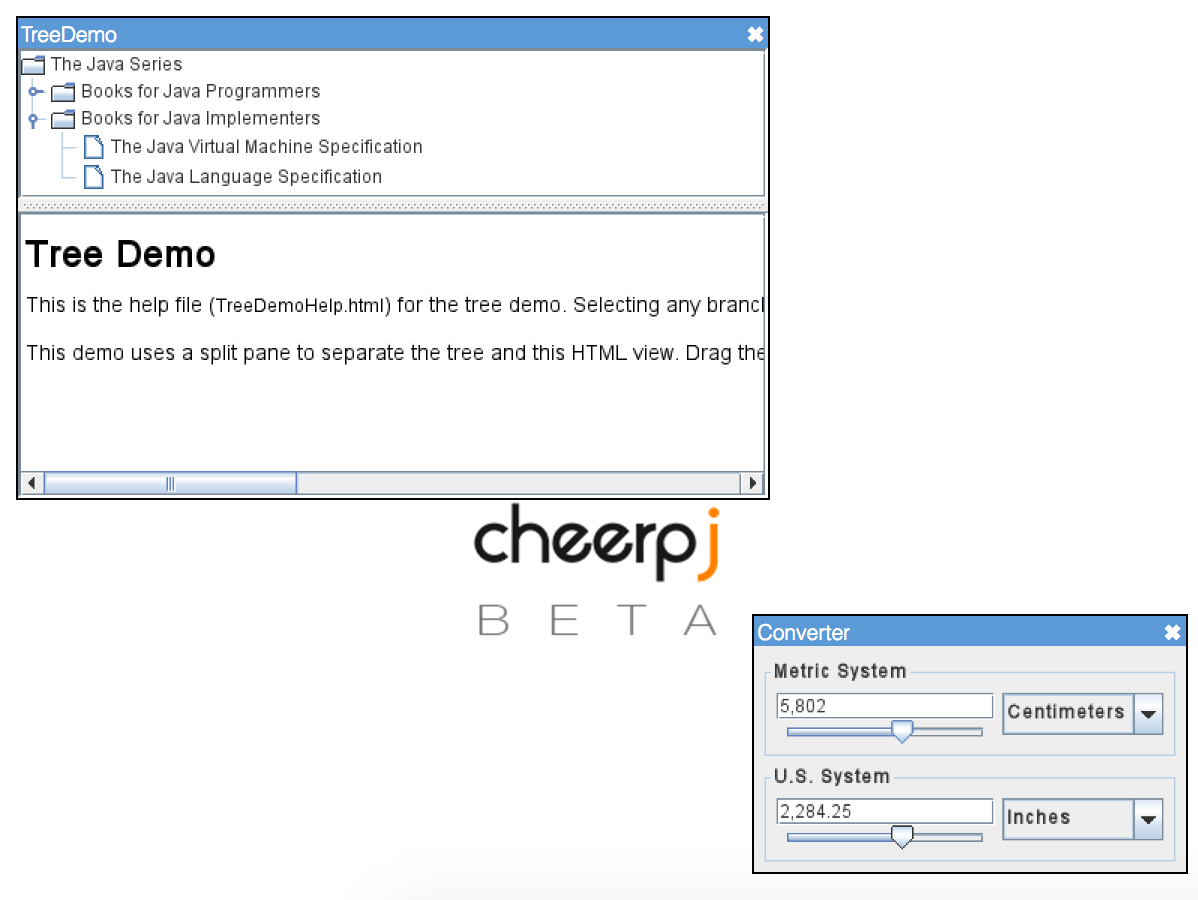 TreeDemo
The Java Series
Books for Java Programmers
Books for Java Implementers
The Java Virtual Machine Specification
The Java Language Specification
Tree Demo
This is the help file (TreeDemoHelp.html) for the tree demo. Selecting any branc
This demo uses a split pane to separate the tree and this HTML view. Drag the
cheerpj
BETA
Converter
Metric System
5,802
Centimeters
U.S. System
2,284.25
Inches